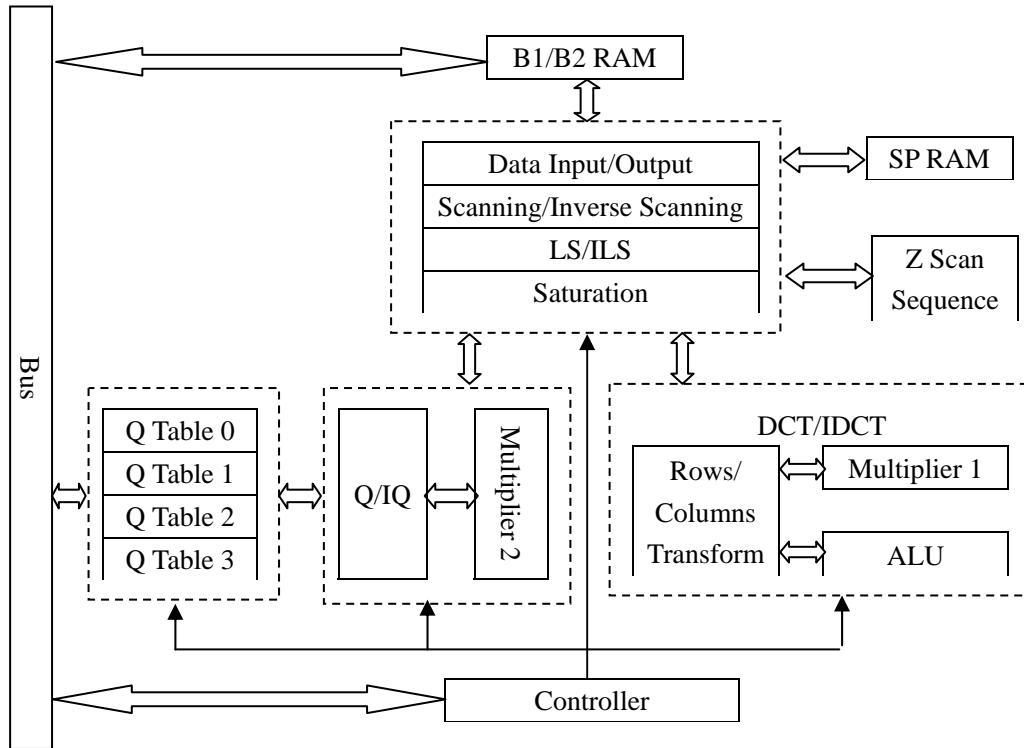 B1/B2 RAM
Data Input/Output
SP RAM
Scanning/Inverse Scanning
LS/ILS
Saturation
Z Scan
Sequence
Bus
Q Table 0
Q Table 1
Q Table 2
Q Table 3
Q/IQ
Multiplier 2
DCT/IDCT
Rows/
Columns
Transform
Multiplier 1
ALU
Controller